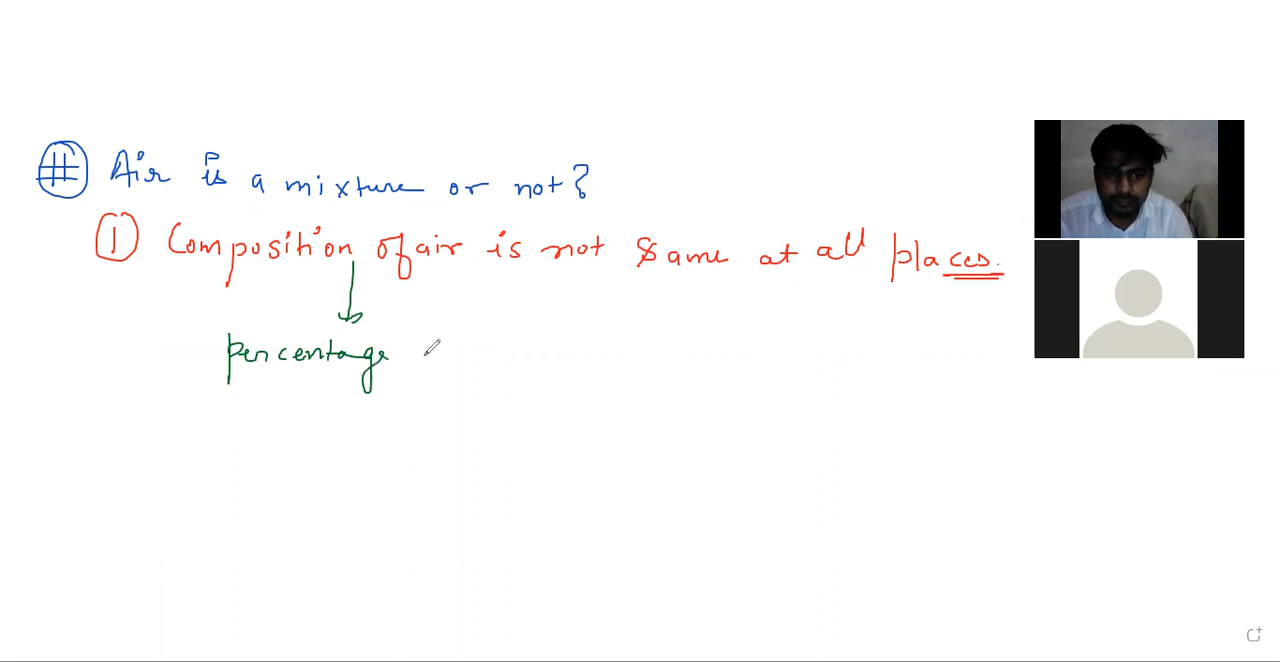 # Air is a mixture or not?
1 Composition of air is not same at all places.
percentage